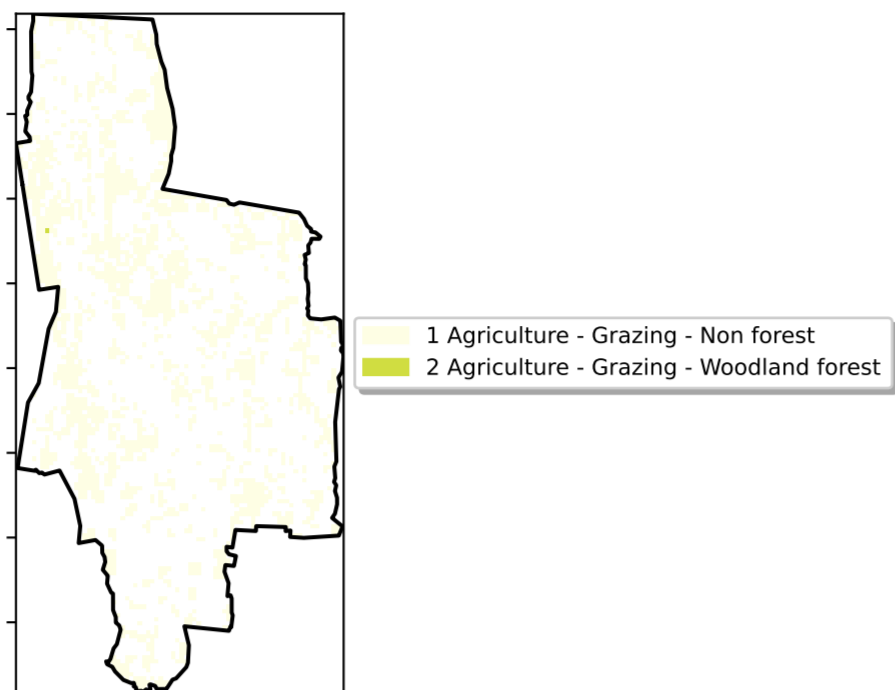 1 Agriculture - Grazing - Non forest
2 Agriculture - Grazing - Woodland forest